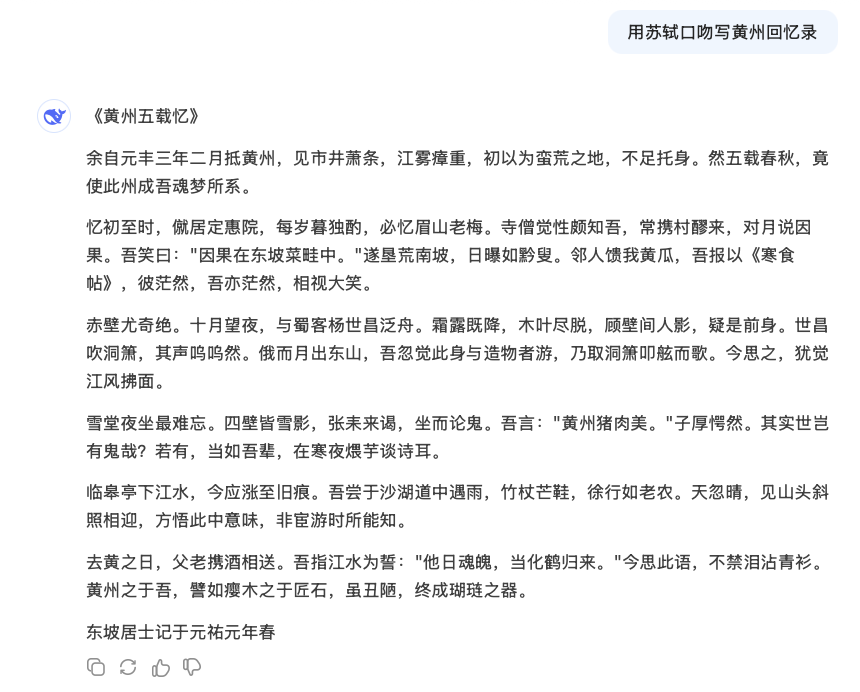 用苏轼口吻写黄州回忆录
《黄州五载忆》
余自元丰三年二月抵黄州，见市井萧条，江雾瘴重，初以为蛮荒之地，不足托身。然五载春秋，竟
使此州成吾魂梦所系。
忆初至时，僦居定惠院，每岁暮独酌，必忆眉山老梅。寺僧觉性颇知吾，常携村醪来，对月说因
果。吾笑曰："因果在东坡菜畦中。"遂垦荒南坡，日曝如黔叟。邻人馈我黄瓜，吾报以《寒食
帖》，彼茫然，吾亦茫然，相视大笑。
赤壁尤奇绝。十月望夜，与蜀客杨世昌泛舟。霜露既降，木叶尽脱，顾壁间人影，疑是前身。世昌
吹洞箫，其声呜呜然。俄而月出东山，吾忽觉此身与造物者游，乃取洞箫叩舷而歌。今思之，犹觉
江风拂面。
雪堂夜坐最难忘。四壁皆雪影，张耒来谒，坐而论鬼。吾言："黄州猪肉美。"子厚愕然。其实世岂
有鬼哉？若有，当如吾辈，在寒夜煨芋谈诗耳。
临皋亭下江水，今应涨至旧痕。吾尝于沙湖道中遇雨，竹杖芒鞋，徐行如老农。天忽晴，见山头斜
照相迎，方悟此中意味，非宦游时所能知。
去黄之日，父老携酒相送。吾指江水为誓："他日魂魄，当化鹤归来。"今思此语，不禁泪沾青衫。
黄州之于吾，譬如瘿木之于匠石，虽丑陋，终成瑚琏之器。
东坡居士记于元祐元年春